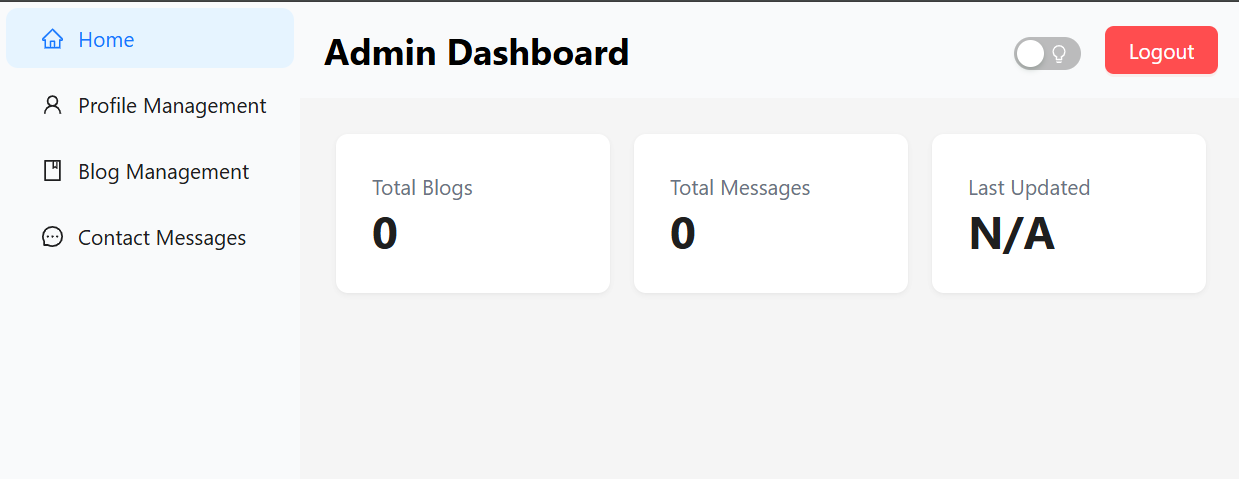 Home
Profile Management
Blog Management
Contact Messages
Admin Dashboard
Logout
Total Blogs
0
Total Messages
0
Last Updated
N/A